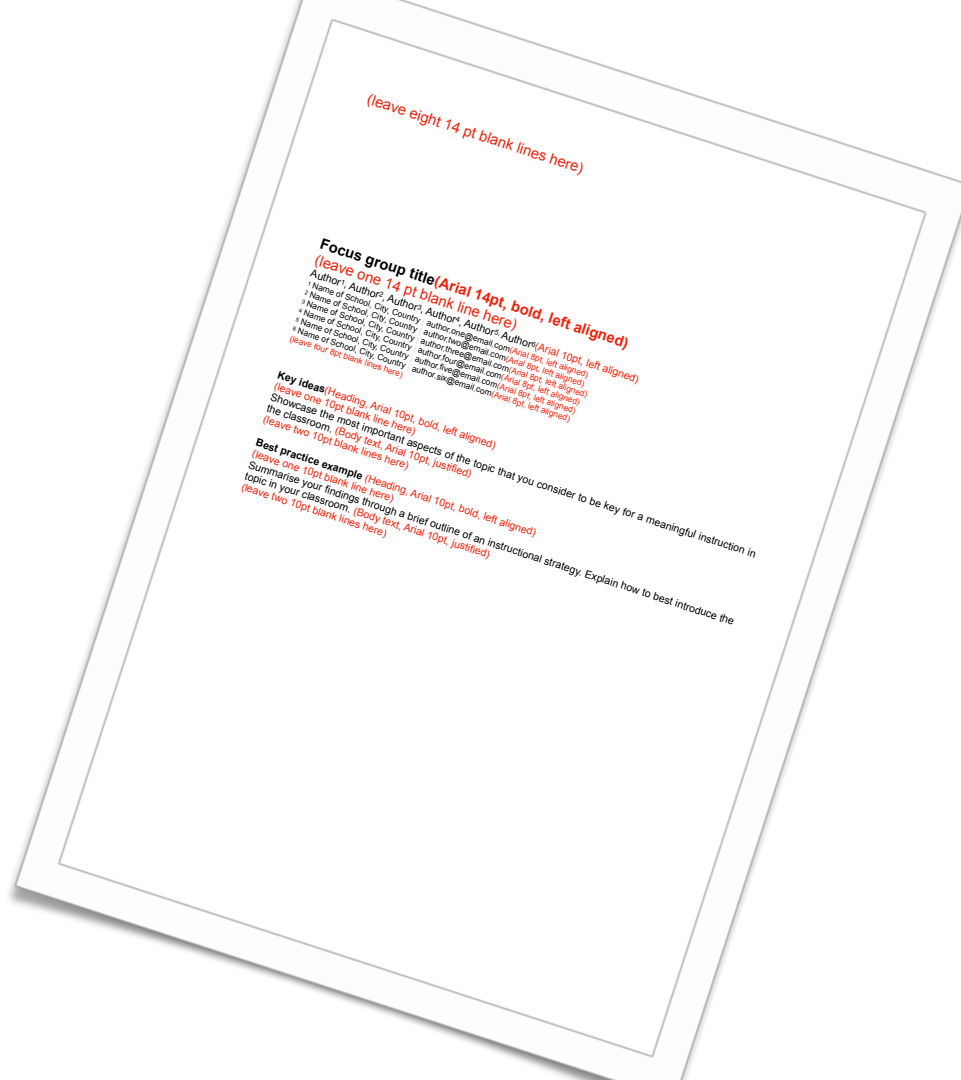 (leave eight 14 pt blank lines here)
Focus group title(Arial 14pt, bold, left aligned)
(leave one 14 pt blank line here)
Author¹, Author², Author³, Author⁴, Author⁵, Author⁶(Arial 10pt, left aligned)
¹ Name of School, City, Country author.one@email.com(Arial 8pt, left aligned)
² Name of School, City, Country author.two@email.com(Arial 8pt, left aligned)
³ Name of School, City, Country author.three@email.com(Arial 8pt, left aligned)
⁴ Name of School, City, Country author.four@email.com(Arial 8pt, left aligned)
⁵ Name of School, City, Country author.five@email.com(Arial 8pt, left aligned)
⁶ Name of School, City, Country author.six@email.com(Arial 8pt, left aligned)
(leave four 8pt blank lines here)
Key ideas(Heading, Arial 10pt, bold, left aligned)
(leave one 10pt blank line here)
Showcase the most important aspects of the topic that you consider to be key for a meaningful instruction in
the classroom. (Body text, Arial 10pt, justified)
(leave two 10pt blank lines here)
Best practice example (Heading, Arial 10pt, bold, left aligned)
(leave one 10pt blank line here)
Summarise your findings through a brief outline of an instructional strategy. Explain how to best introduce the
topic in your classroom. (Body text, Arial 10pt, justified)
(leave two 10pt blank lines here)